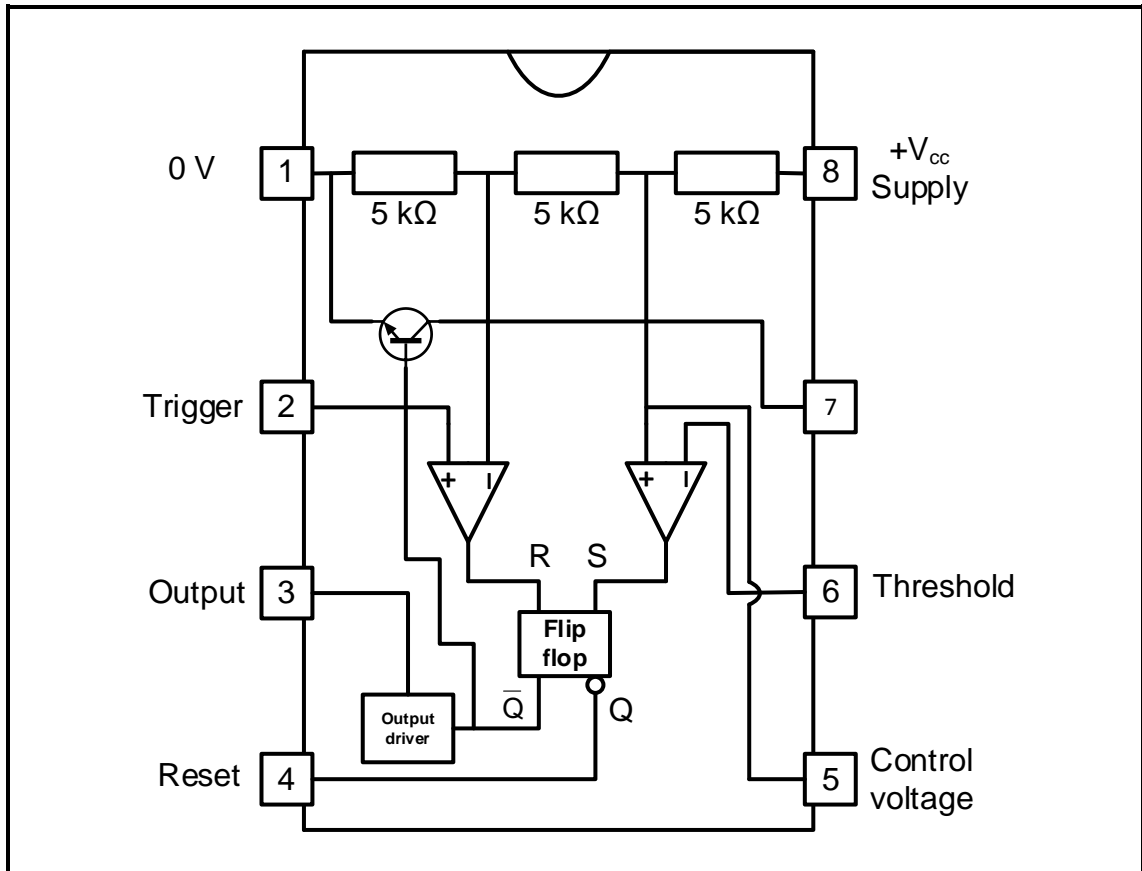 0 V
1
5 kΩ
5 kΩ
5 kΩ
8
+Vcc
Supply
Trigger
2
7
+
–
+
–
Output
3
R
S
6
Threshold
Flip
flop
Output
driver
Q̅
Q
Reset
4
5
Control
voltage